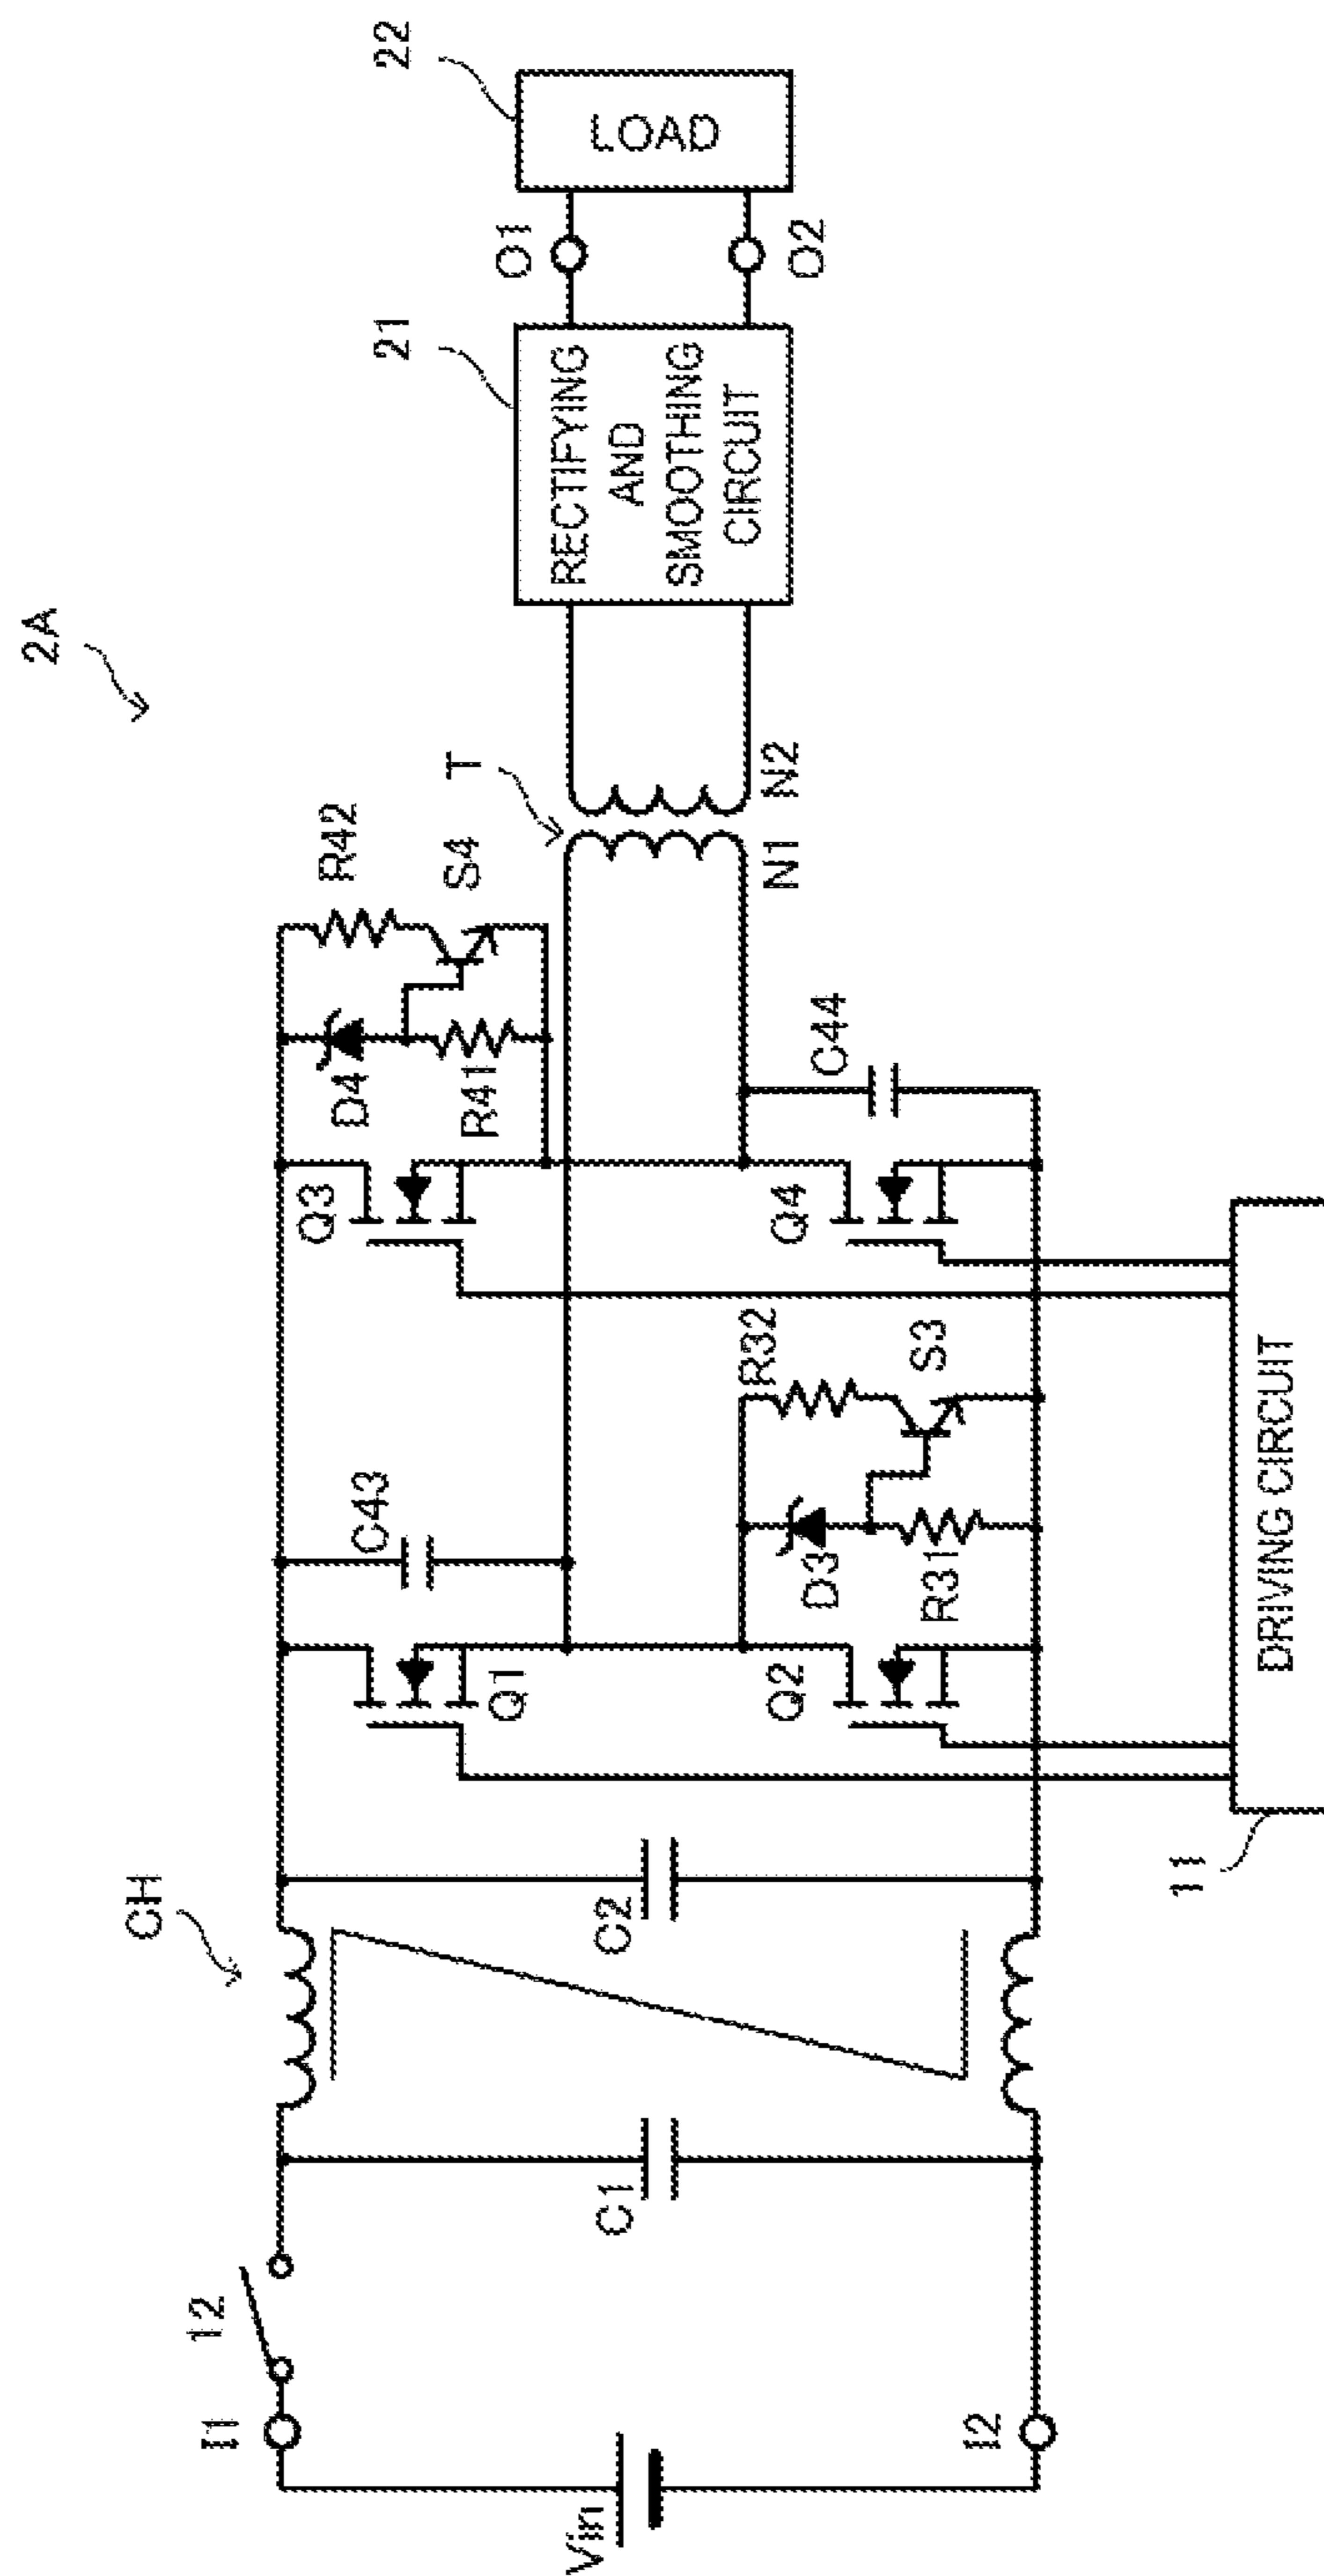 2A
Vin
I1
I2
12
C1
CH
C2
Q1
C43
Q2
D3
R31
R32
S3
Q3
D4
R41
R42
S4
Q4
C44
T
N1
N2
21
RECTIFYING
AND
SMOOTHING
CIRCUIT
O1
O2
22
LOAD
11
DRIVING CIRCUIT